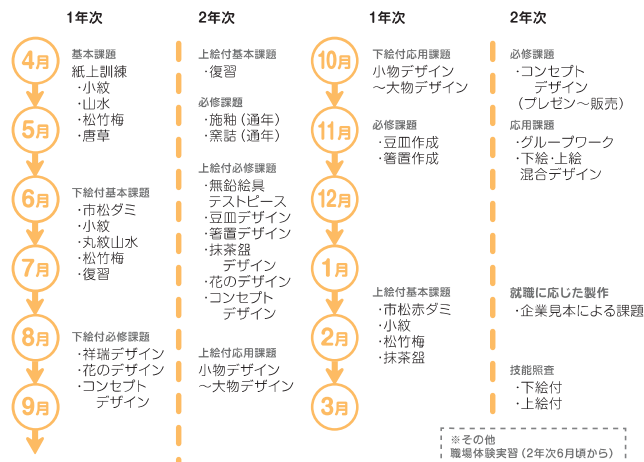 1年次
2年次
4月
5月
6月
7月
8月
9月
基本課題
紙上訓練
・小紋
・山水
・松竹梅
・唐草
下絵付基本課題
・市松ダミ
・小紋
・丸紋山水
・松竹梅
・復習
下絵付必修課題
・祥瑞デザイン
・花のデザイン
・コンセプト
デザイン
上絵付基本課題
・復習
必修課題
・施釉（通年）
・窯詰（通年）
上絵付必修課題
・無鉛絵具
テストピース
・豆皿デザイン
・箸置デザイン
・抹茶盌
デザイン
・花のデザイン
・コンセプト
デザイン
上絵付応用課題
小物デザイン
～大物デザイン
1年次
2年次
10月
11月
12月
1月
2月
3月
下絵付応用課題
小物デザイン
～大物デザイン
必修課題
・豆皿作成
・箸置作成
上絵付基本課題
・市松赤ダミ
・小紋
・松竹梅
・抹茶盌
必修課題
・コンセプト
デザイン
（プレゼン～販売）
応用課題
・グループワーク
・下絵・上絵
混合デザイン
就職に応じた製作
・企業見本による課題
技能照査
・下絵付
・上絵付
※その他
職場体験実習（2年次6月頃から）